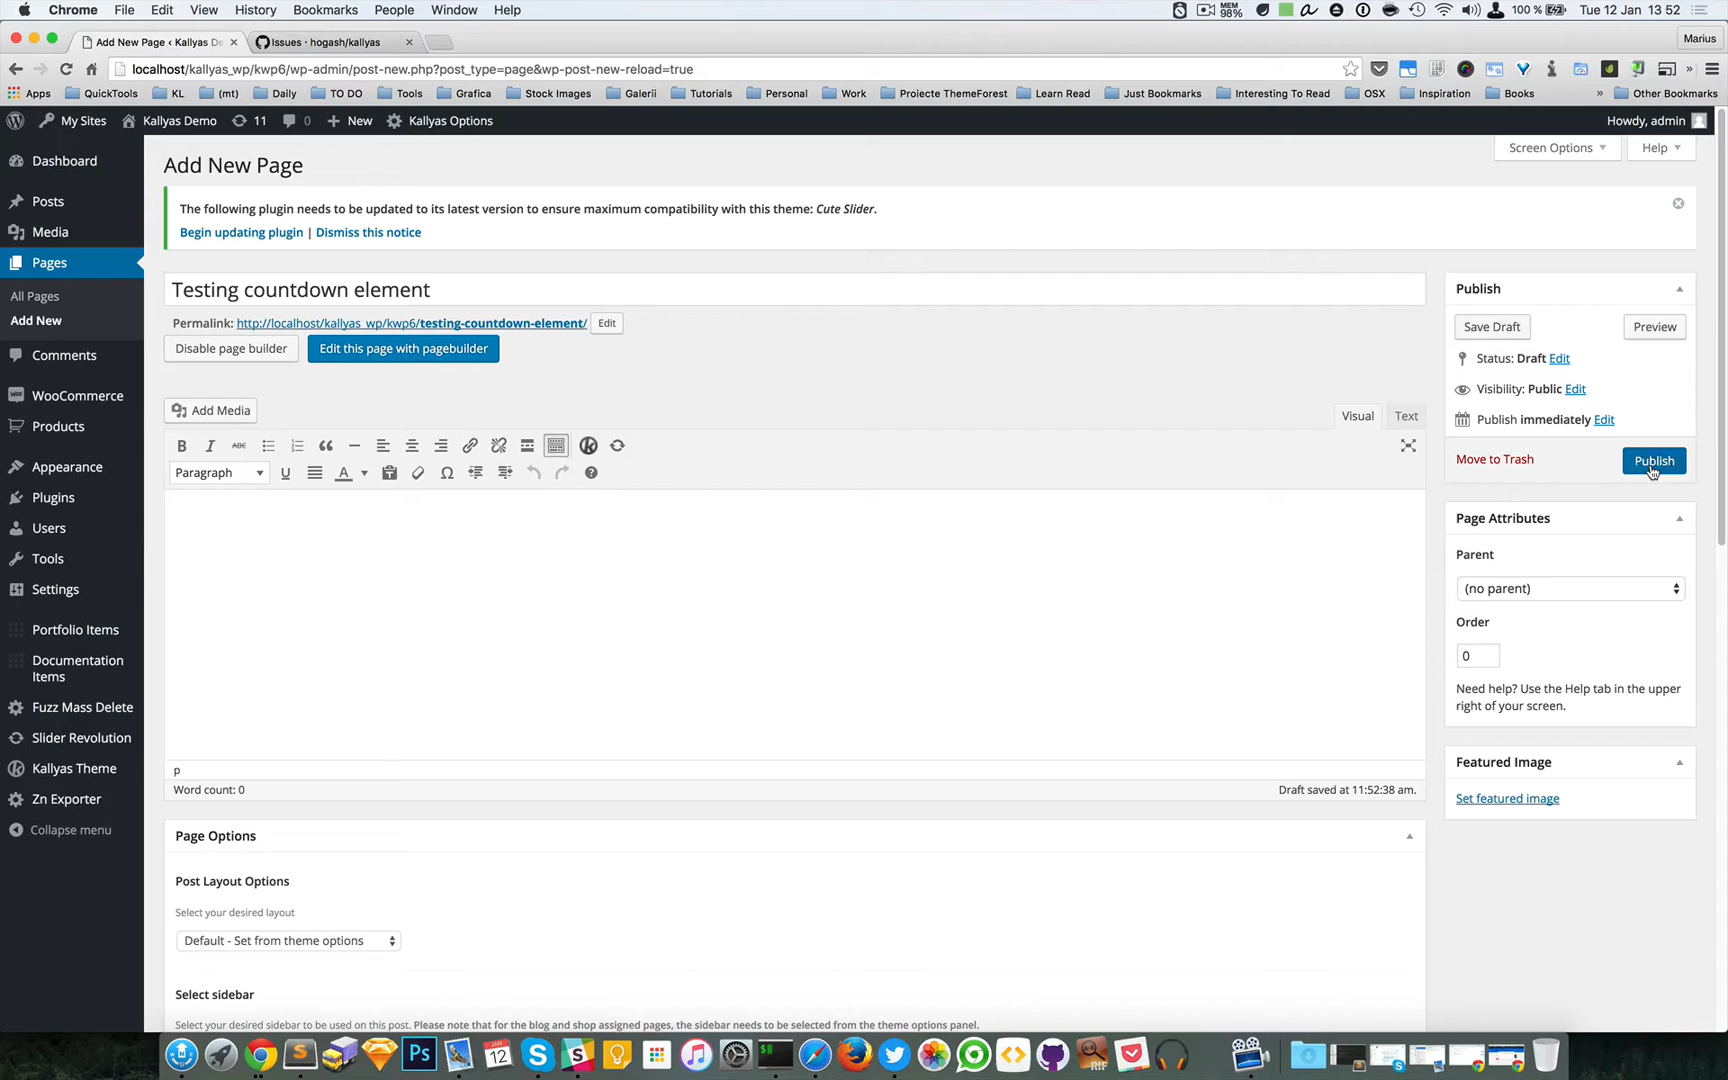 Chrome File Edit View History Bookmarks People Window Help
MEM 98% 100 % Tue 12 Jan 13 52
Add New Page ‹ Kallyas De Issues · hogash/kallyas Marius
localhost/kallyas_wp/kwp6/wp-admin/post-new.php?post_type=page&wp-post-new-reload=true
Apps QuickTools KL (mt) Daily TO DO Tools Grafica Stock Images Galerii Tutorials Personal Work Proiecte ThemeForest Learn Read Just Bookmarks Interesting To Read OSX Inspiration Books » Other Bookmarks
My Sites Kallyas Demo 11 0 New Kallyas Options Howdy, admin
Screen Options Help
Add New Page
The following plugin needs to be updated to its latest version to ensure maximum compatibility with this theme: Cute Slider.
Begin updating plugin | Dismiss this notice
Dashboard
Posts
Media
Pages
All Pages
Add New
Comments
WooCommerce
Products
Appearance
Plugins
Users
Tools
Settings
Portfolio Items
Documentation
Items
Fuzz Mass Delete
Slider Revolution
Kallyas Theme
Zn Exporter
Collapse menu
Testing countdown element
Permalink: http://localhost/kallyas_wp/kwp6/testing-countdown-element/ Edit
Disable page builder Edit this page with pagebuilder
Add Media Visual Text
B I ABC
Paragraph U A
p
Word count: 0 Draft saved at 11:52:38 am.
Page Options
Post Layout Options
Select your desired layout
Default - Set from theme options
Select sidebar
Select your desired sidebar to be used on this post. Please note that for the blog and shop assigned pages, the sidebar needs to be selected from the theme options panel.
Publish
Save Draft Preview
Status: Draft Edit
Visibility: Public Edit
Publish immediately Edit
Move to Trash Publish
Page Attributes
Parent
(no parent)
Order
0
Need help? Use the Help tab in the upper
right of your screen.
Featured Image
Set featured image
Ps JAN 12 RIF